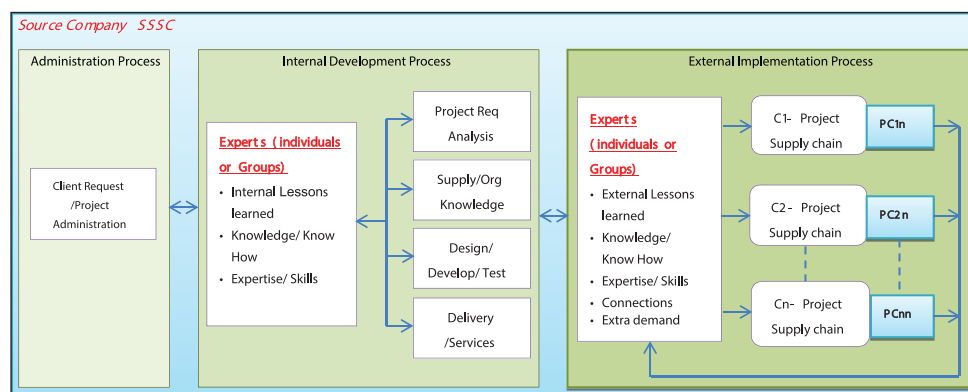 Source Company SSSC
Administration Process
Client Request
/Project
Administration
Internal Development Process
Experts (individuals
or Groups)
• Internal Lessons
learned
• Knowledge/ Know
How
• Expertise/ Skills
Project Req
Analysis
Supply/Org
Knowledge
Design/
Develop/ Test
Delivery
/Services
External Implementation Process
Experts
(individuals or
Groups)
• External Lessons
learned
• Knowledge/
Know How
• Expertise/ Skills
• Connections
• Extra demand
C1- Project
Supply chain
PC1n
C2- Project
Supply chain
PC2n
Cn- Project
Supply chain
PCnn